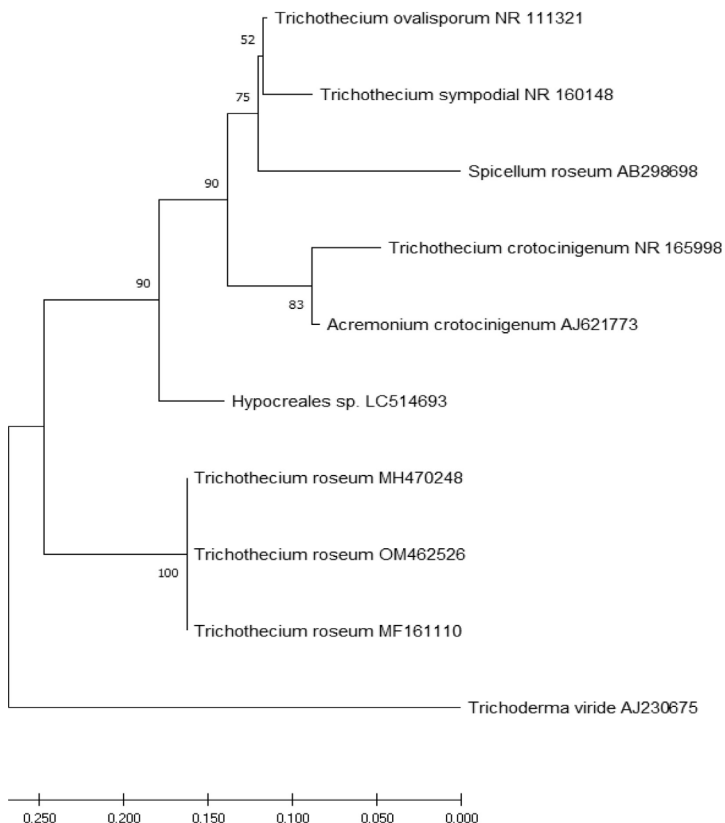 Trichothecium ovalisporum NR 111321
52
Trichothecium sympodial NR 160148
75
Spicellum roseum AB298698
90
Trichothecium crotocinigenum NR 165998
90
83
Acremonium crotocinigenum AJ621773
Hypocreales sp. LC514693
Trichothecium roseum MH470248
Trichothecium roseum OM462526
100
Trichothecium roseum MF161110
Trichoderma viride AJ230675
0.250 0.200 0.150 0.100 0.050 0.000